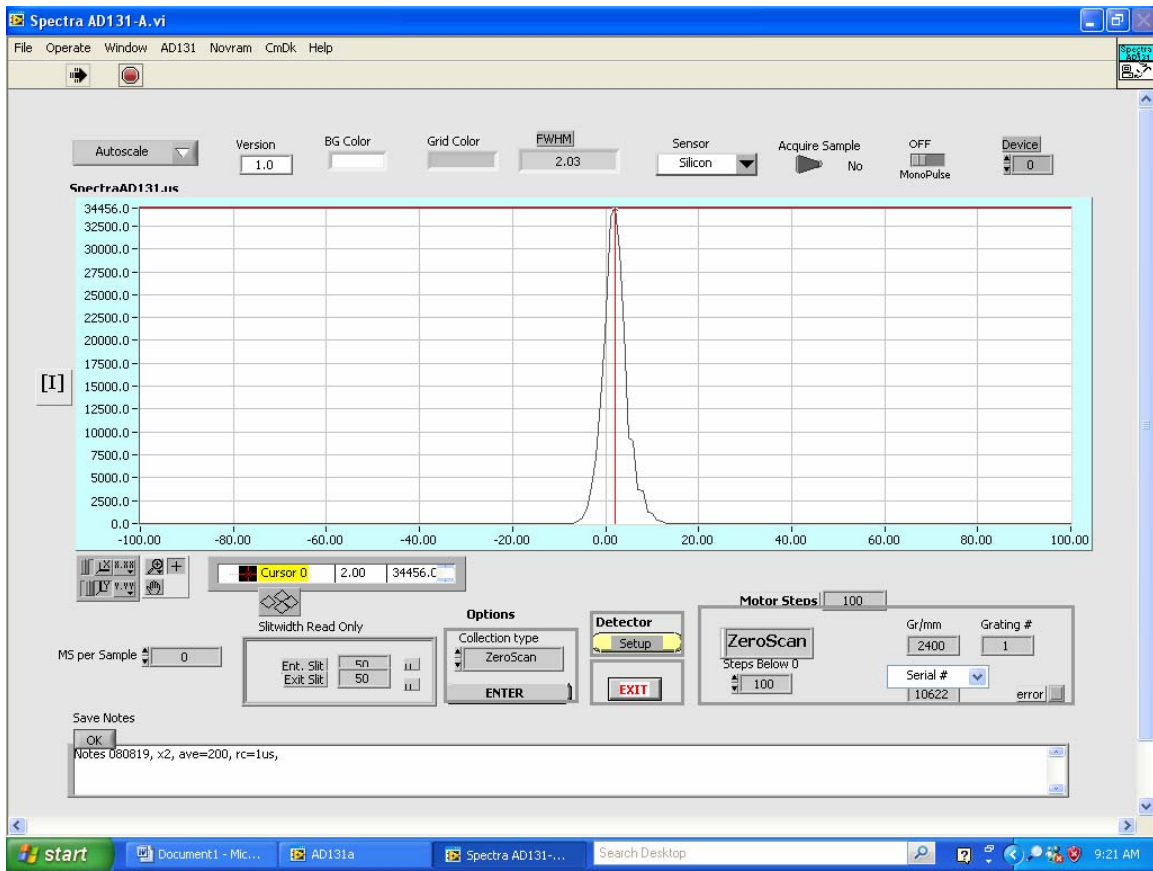 Spectra AD131-A.vi
File Operate Window AD131 Novram CmDk Help
Spectra
AD131
Autoscale
Version
1.0
BG Color
Grid Color
FWHM
2.03
Sensor
Silicon
Acquire Sample
No
OFF
MonoPulse
Device
0
SpectraAD131.us
[I]
34456.0
32500.0
30000.0
27500.0
25000.0
22500.0
20000.0
17500.0
15000.0
12500.0
10000.0
7500.0
5000.0
2500.0
0.0
-100.00 -80.00 -60.00 -40.00 -20.00 0.00 20.00 40.00 60.00 80.00 100.00
X 8.88
Y Y.YY
Cursor 0 2.00 34456.0
MS per Sample 0
Slitwidth Read Only
Ent. Slit 50
Exit Slit 50
Options
Collection type
ZeroScan
ENTER
Detector
Setup
EXIT
Motor Steps 100
ZeroScan
Steps Below 0
100
Gr/mm
2400
Grating #
1
Serial #
10622
error
Save Notes
OK
Notes 080819, x2, ave=200, rc=1us,
start
Document1 - Mic...
AD131a
Spectra AD131-...
Search Desktop
9:21 AM